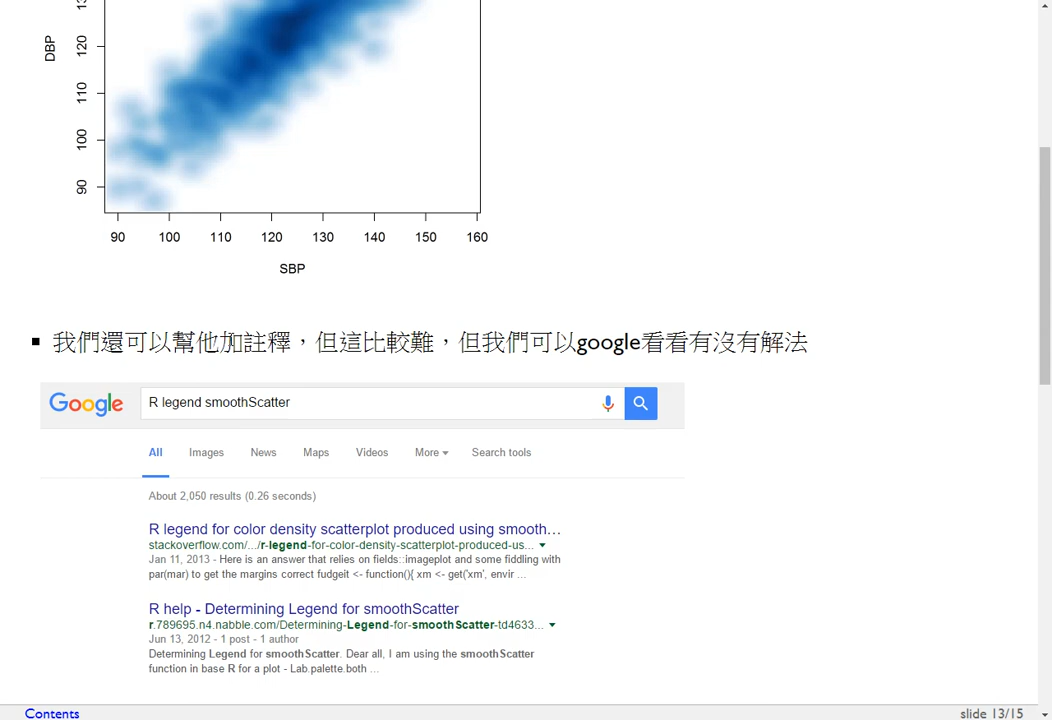 13
DBP
120
110
100
90
90 100 110 120 130 140 150 160
SBP
▪ 我們還可以幫他加註釋，但這比較難，但我們可以google看看有沒有解法
Google R legend smoothScatter
All Images News Maps Videos More Search tools
About 2,050 results (0.26 seconds)
R legend for color density scatterplot produced using smooth...
stackoverflow.com/.../r-legend-for-color-density-scatterplot-produced-us...
Jan 11, 2013 - Here is an answer that relies on fields::imageplot and some fiddling with
par(mar) to get the margins correct fudgeit <- function(){ xm <- get('xm', envir ...
R help - Determining Legend for smoothScatter
r.789695.n4.nabble.com/Determining-Legend-for-smoothScatter-td4633...
Jun 13, 2012 - 1 post - 1 author
Determining Legend for smoothScatter. Dear all, I am using the smoothScatter
function in base R for a plot - Lab.palette.both ...
Contents slide 13/15